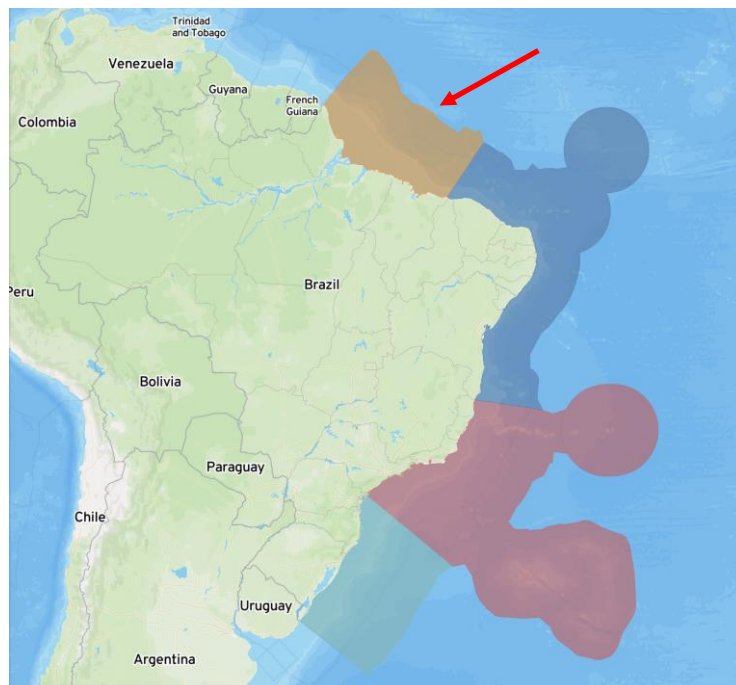 Trinidad
and Tobago
Venezuela
Guyana
French
Guiana
Colombia
Brazil
Peru
Bolivia
Paraguay
Chile
Uruguay
Argentina